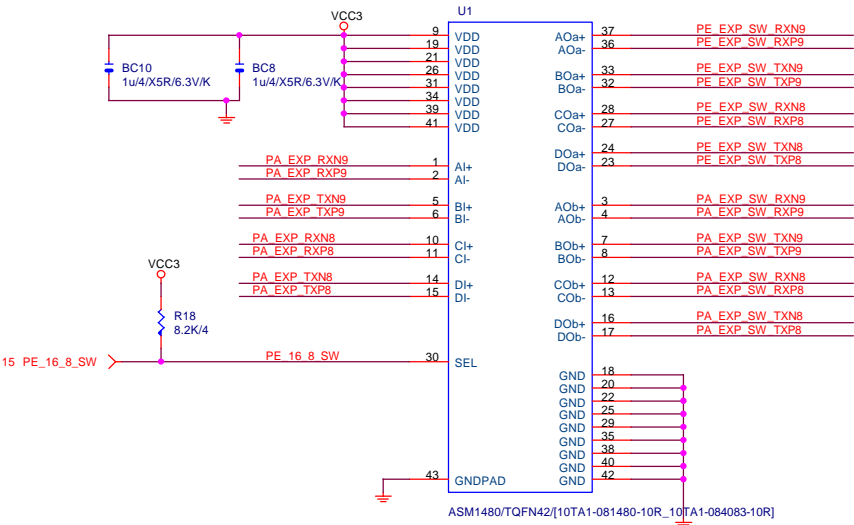 U1
VCC3
9 VDD
19 VDD
21 VDD
26 VDD
31 VDD
34 VDD
39 VDD
41 VDD
BC10
1u/4/X5R/6.3V/K
BC8
1u/4/X5R/6.3V/K
PA_EXP_RXN9 1 AI+
PA_EXP_RXP9 2 AI-
PA_EXP_TXN9 5 BI+
PA_EXP_TXP9 6 BI-
PA_EXP_RXN8 10 CI+
PA_EXP_RXP8 11 CI-
PA_EXP_TXN8 14 DI+
PA_EXP_TXP8 15 DI-
VCC3
R18
8.2K/4
15 PE_16_8_SW PE_16_8_SW 30 SEL
43 GNDPAD
AOa+ 37 PE_EXP_SW_RXN9
AOa- 36 PE_EXP_SW_RXP9
BOa+ 33 PE_EXP_SW_TXN9
BOa- 32 PE_EXP_SW_TXP9
COa+ 28 PE_EXP_SW_RXN8
COa- 27 PE_EXP_SW_RXP8
DOa+ 24 PE_EXP_SW_TXN8
DOa- 23 PE_EXP_SW_TXP8
AOb+ 3 PA_EXP_SW_RXN9
AOb- 4 PA_EXP_SW_RXP9
BOb+ 7 PA_EXP_SW_TXN9
BOb- 8 PA_EXP_SW_TXP9
COb+ 12 PA_EXP_SW_RXN8
COb- 13 PA_EXP_SW_RXP8
DOb+ 16 PA_EXP_SW_TXN8
DOb- 17 PA_EXP_SW_TXP8
GND 18
GND 20
GND 22
GND 25
GND 29
GND 35
GND 38
GND 40
GND 42
ASM1480/TQFN42/[10TA1-081480-10R_10TA1-084083-10R]